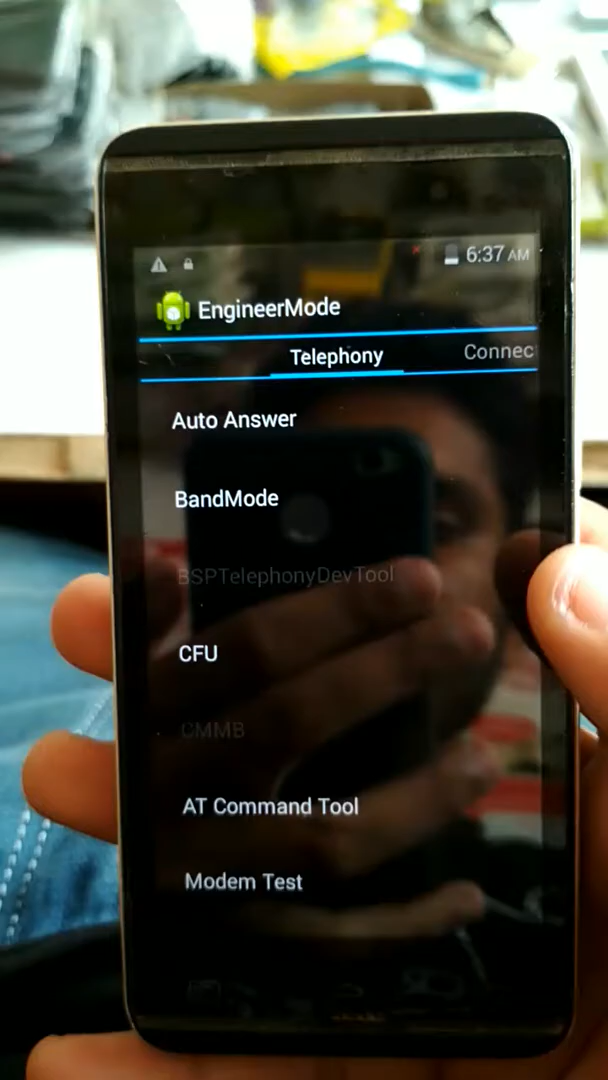 6:37 AM
EngineerMode
Telephony
Connec
Auto Answer
BandMode
BSPTelephonyDevTool
CFU
CMMB
AT Command Tool
Modem Test